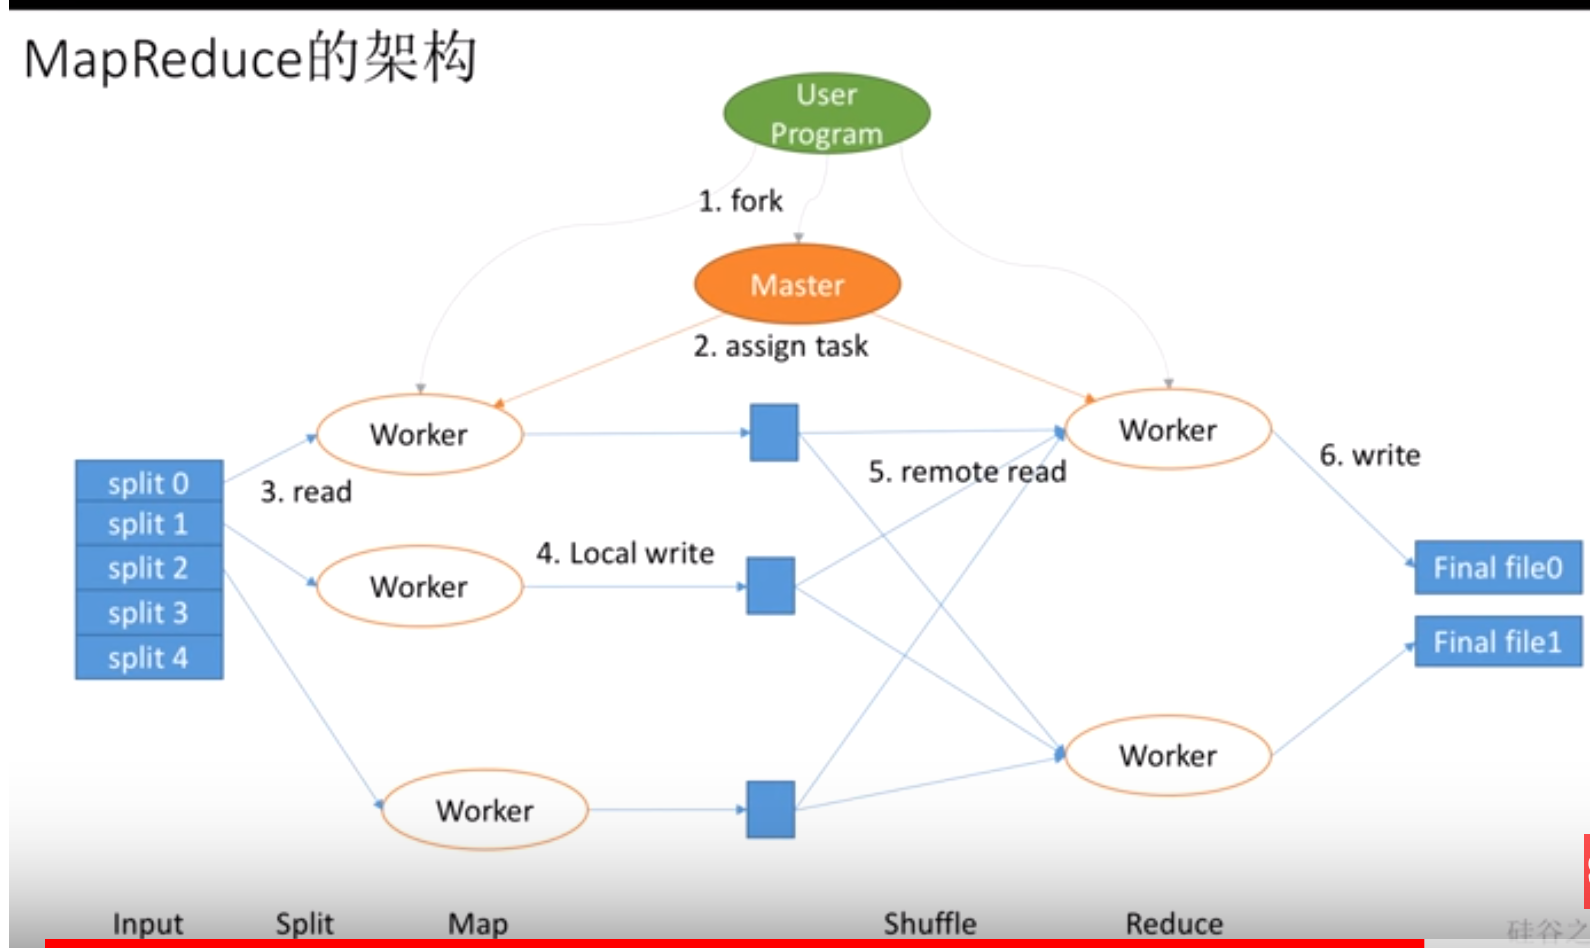 MapReduce的架构
User
Program
1. fork
Master
2. assign task
Worker
Worker
split 0
3. read
5. remote read
6. write
split 1
4. Local write
split 2
Final file0
Worker
split 3
Final file1
split 4
Worker
Worker
Input
Split
Map
Shuffle
Reduce
硅谷之